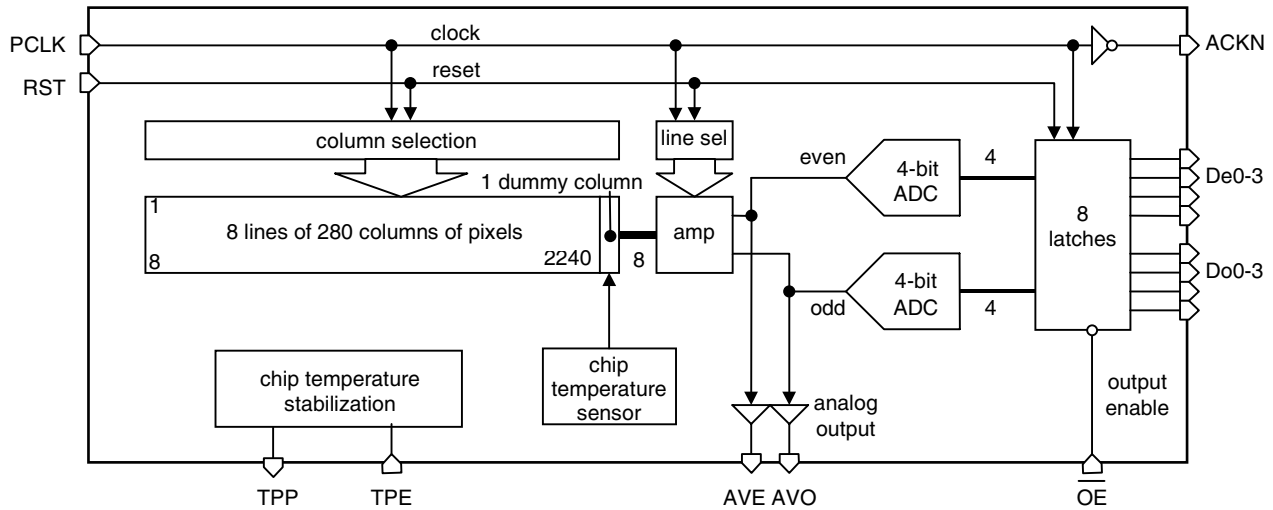 PCLK
clock
ACKN
RST
reset
column selection
line sel
1 dummy column
even
4-bit
ADC
4
8
latches
De0-3
1
8 lines of 280 columns of pixels
8
2240
8
amp
odd
4-bit
ADC
4
Do0-3
chip temperature
stabilization
chip
temperature
sensor
analog
output
output
enable
TPP
TPE
AVE AVO
OE